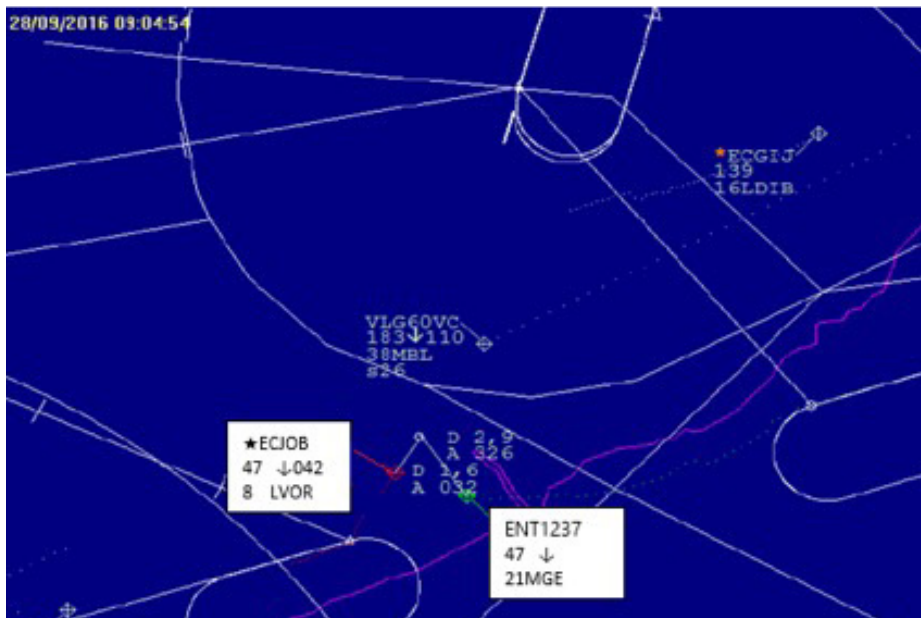 28/09/2016 09:04:54
★ECGIJ
139
16LDIB
VLG60VC
183↓110
38MBL
s26
★ECJOB
47 ↓042
8 LVOR
D 2,9
A 326
D 1,6
A 032
ENT1237
47 ↓
21MGE